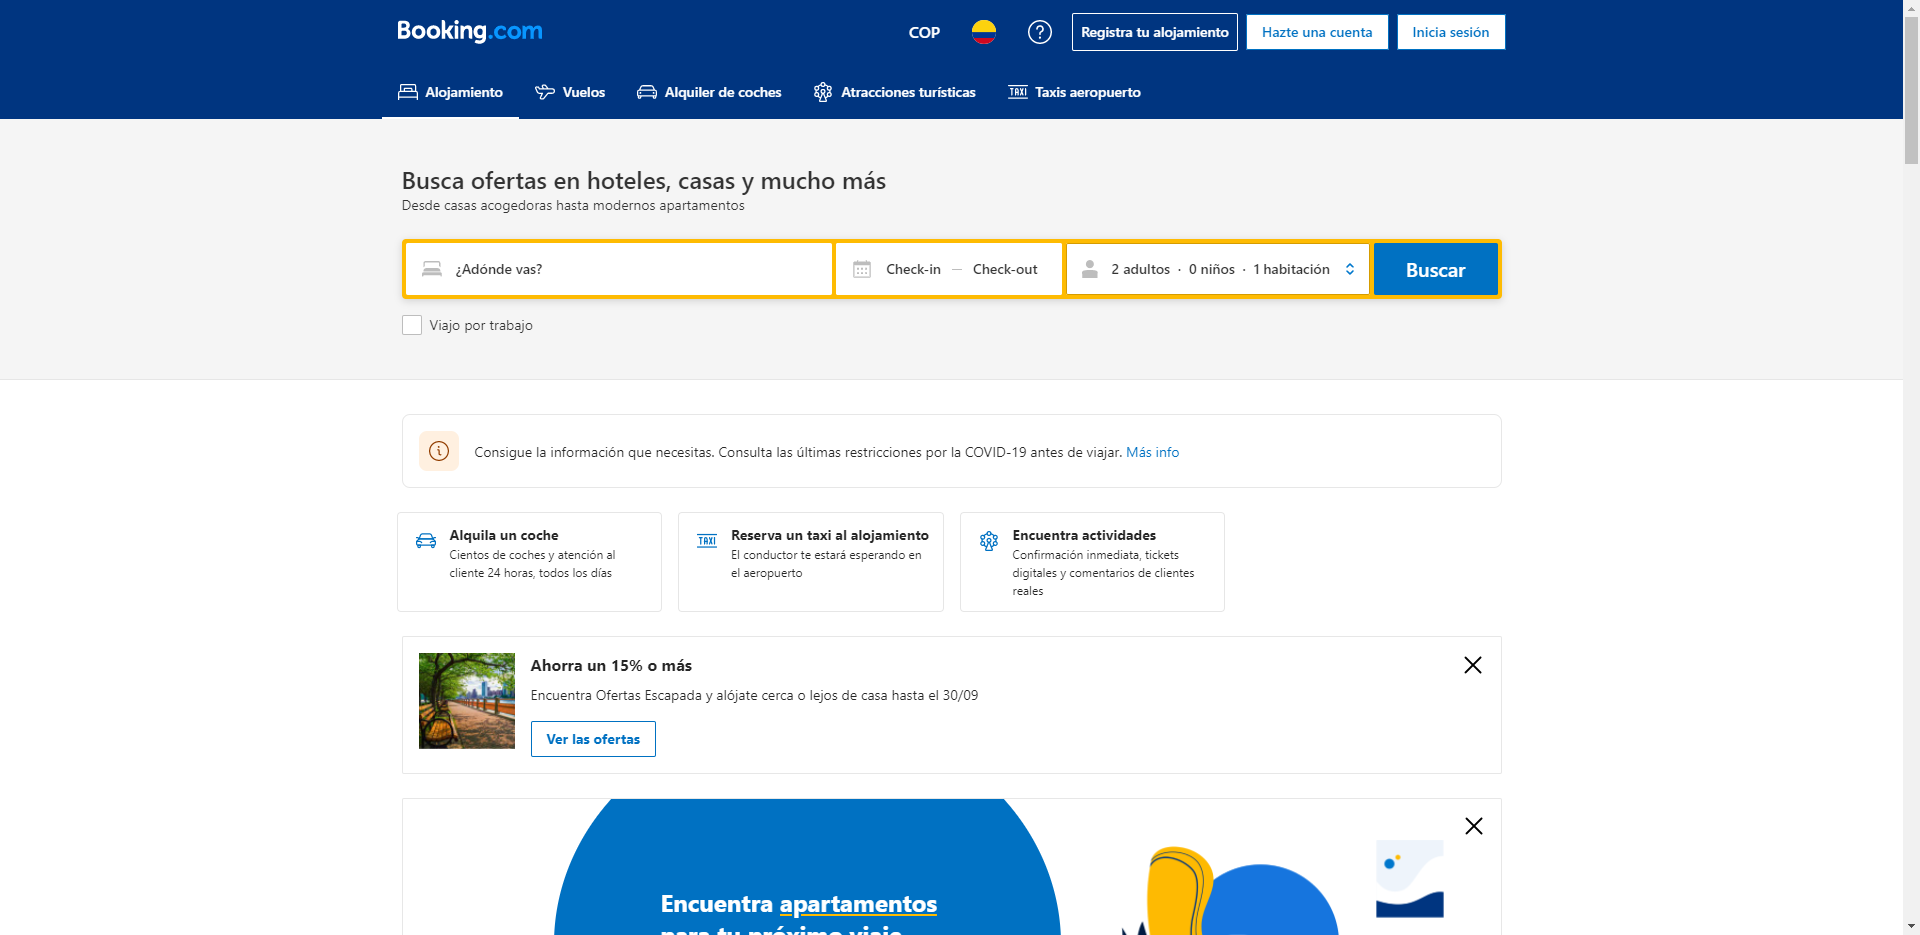 Booking.com
COP
Registra tu alojamiento
Hazte una cuenta
Inicia sesión
Alojamiento
Vuelos
Alquiler de coches
Atracciones turísticas
TAXI
Taxis aeropuerto
Busca ofertas en hoteles, casas y mucho más
Desde casas acogedoras hasta modernos apartamentos
¿Adónde vas?
Check-in — Check-out
2 adultos · 0 niños · 1 habitación
Buscar
Viajo por trabajo
Consigue la información que necesitas. Consulta las últimas restricciones por la COVID-19 antes de viajar. Más info
Alquila un coche
Cientos de coches y atención al
cliente 24 horas, todos los días
TAXI
Reserva un taxi al alojamiento
El conductor te estará esperando en
el aeropuerto
Encuentra actividades
Confirmación inmediata, tickets
digitales y comentarios de clientes
reales
Ahorra un 15% o más
Encuentra Ofertas Escapada y alójate cerca o lejos de casa hasta el 30/09
Ver las ofertas
Encuentra apartamentos
para tu próximo viaje